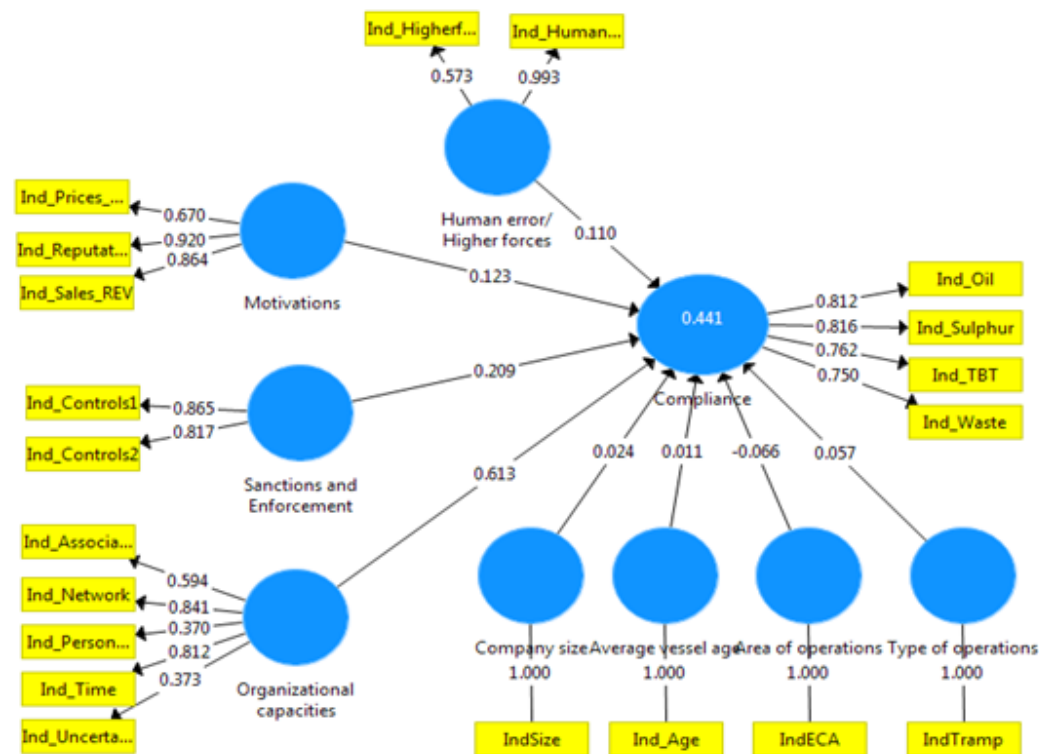 Ind_Higherf...
Ind_Human...
0.573
0.993
Human error/
Higher forces
0.110
Ind_Prices_...
Ind_Reputat...
Ind_Sales_REV
0.670
0.920
0.864
Motivations
0.123
Ind_Controls1
Ind_Controls2
0.865
0.817
Sanctions and
Enforcement
0.209
Ind_Associa...
Ind_Network
Ind_Person...
Ind_Time
Ind_Uncerta...
0.594
0.841
0.370
0.812
0.373
Organizational
capacities
0.613
0.441
Compliance
0.812
0.816
0.762
0.750
Ind_Oil
Ind_Sulphur
Ind_TBT
Ind_Waste
0.024
0.011
-0.066
0.057
Company size
Average vessel age
Area of operations
Type of operations
1.000
1.000
1.000
1.000
IndSize
Ind_Age
IndECA
IndTramp